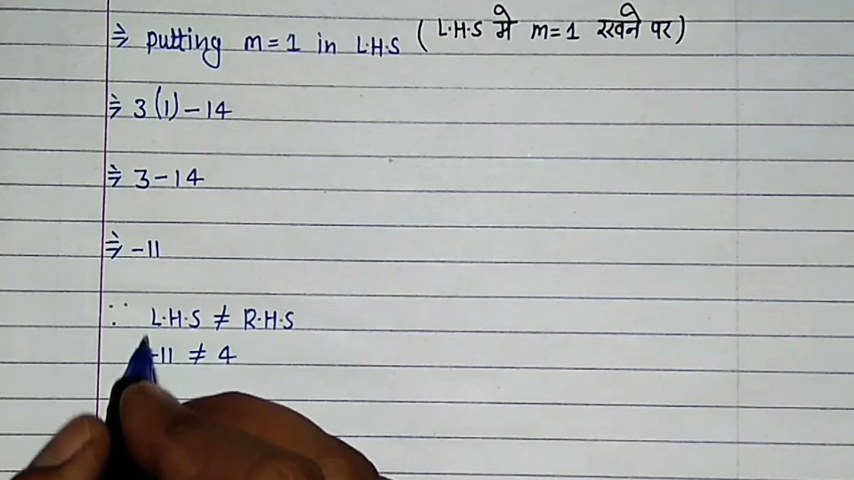 ⇒ putting m = 1 in L.H.S (L.H.S मे m = 1 रखने पर)
⇒ 3(1) - 14
⇒ 3 - 14
⇒ -11
∵ L.H.S ≠ R.H.S
-11 ≠ 4